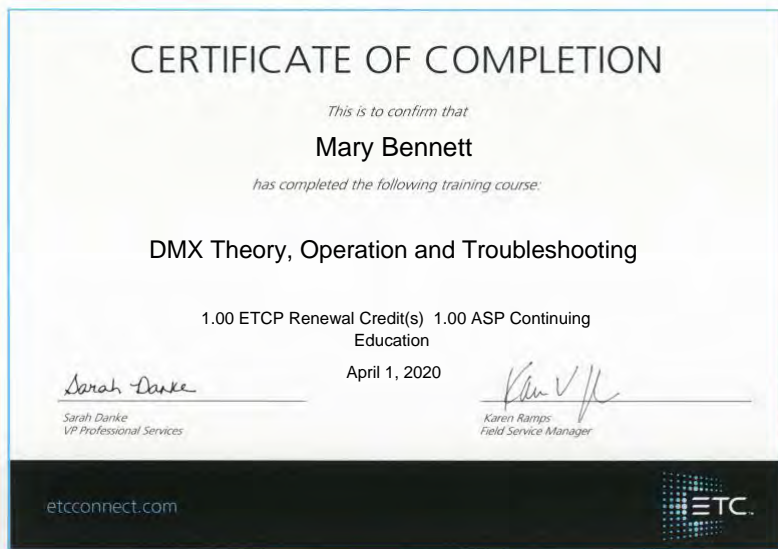 CERTIFICATE OF COMPLETION
This is to confirm that
Mary Bennett
has completed the following training course:
DMX Theory, Operation and Troubleshooting
1.00 ETCP Renewal Credit(s) 1.00 ASP Continuing
Education
April 1, 2020
Sarah Danke
Sarah Danke
VP Professional Services
Karen Ramps
Field Service Manager
etcconnect.com
ETC